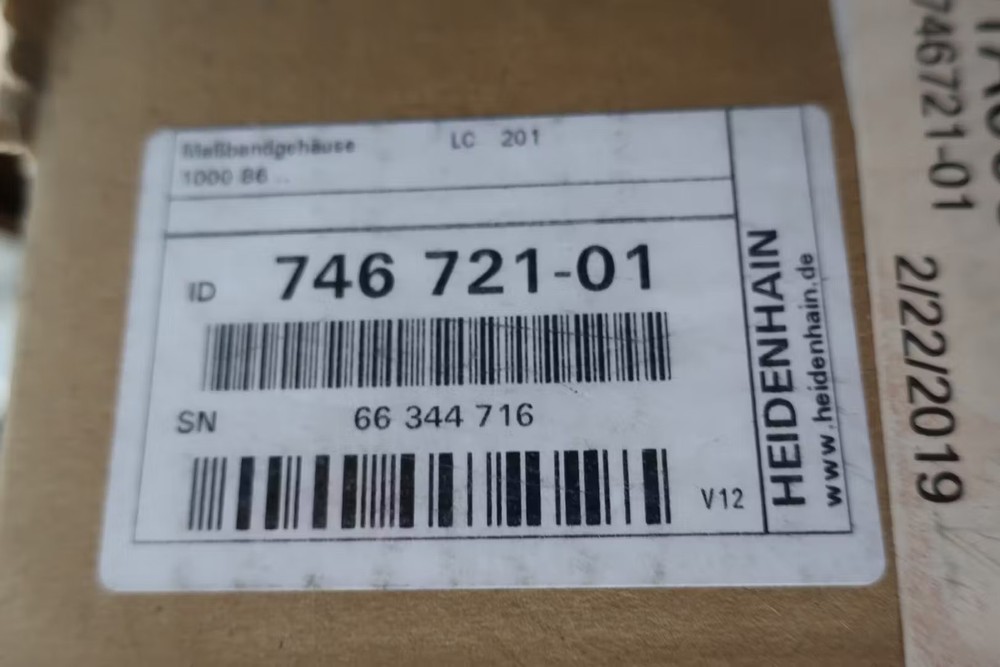 Meßbandgehäuse LC 201
1000 B6 ..
ID 746 721-01
SN 66 344 716
V12
HEIDENHAIN
www.heidenhain.de
746721-01
2/22/2019